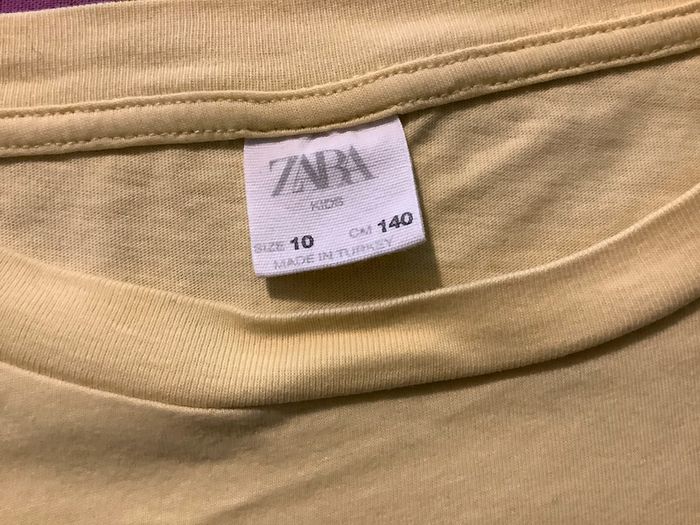 ZARA
KIDS
SIZE 10 CM 140
MADE IN TURKEY